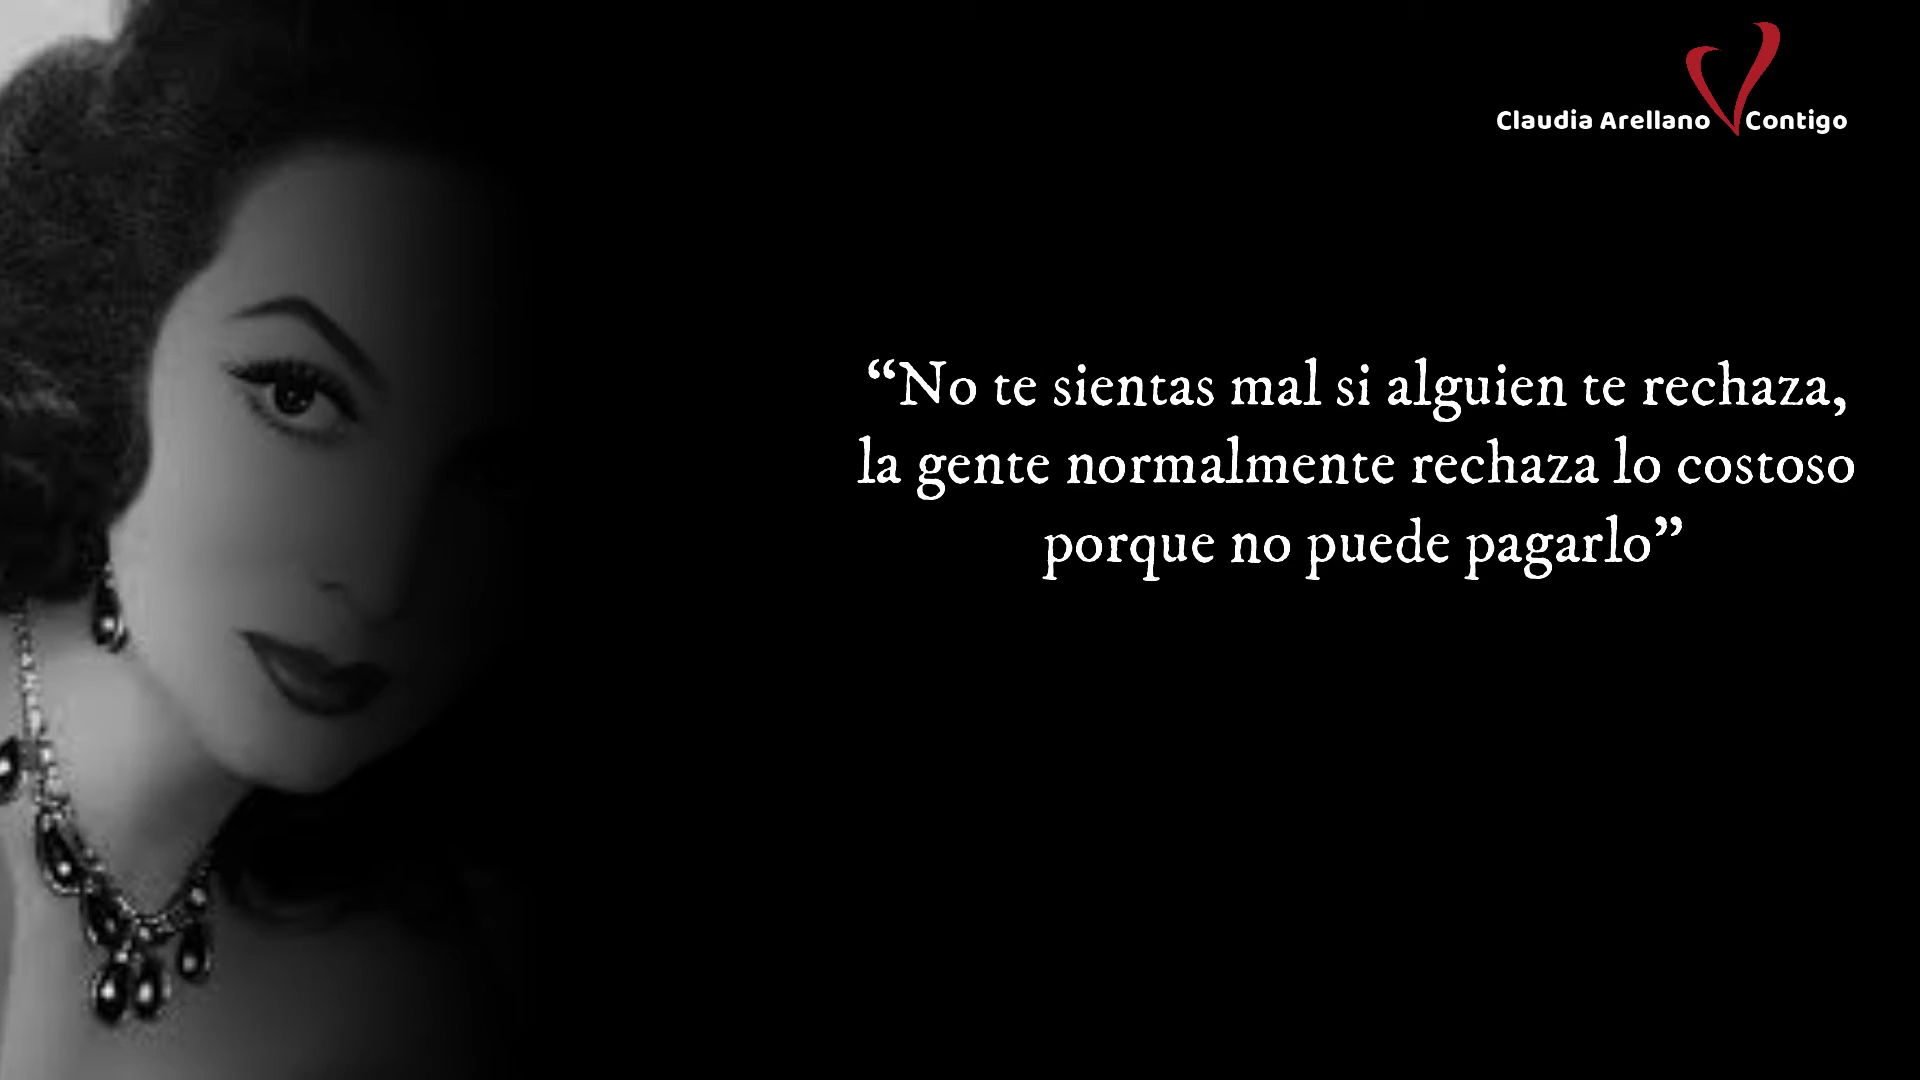 Claudia Arellano Contigo
“No te sientas mal si alguien te rechaza,
la gente normalmente rechaza lo costoso
porque no puede pagarlo”